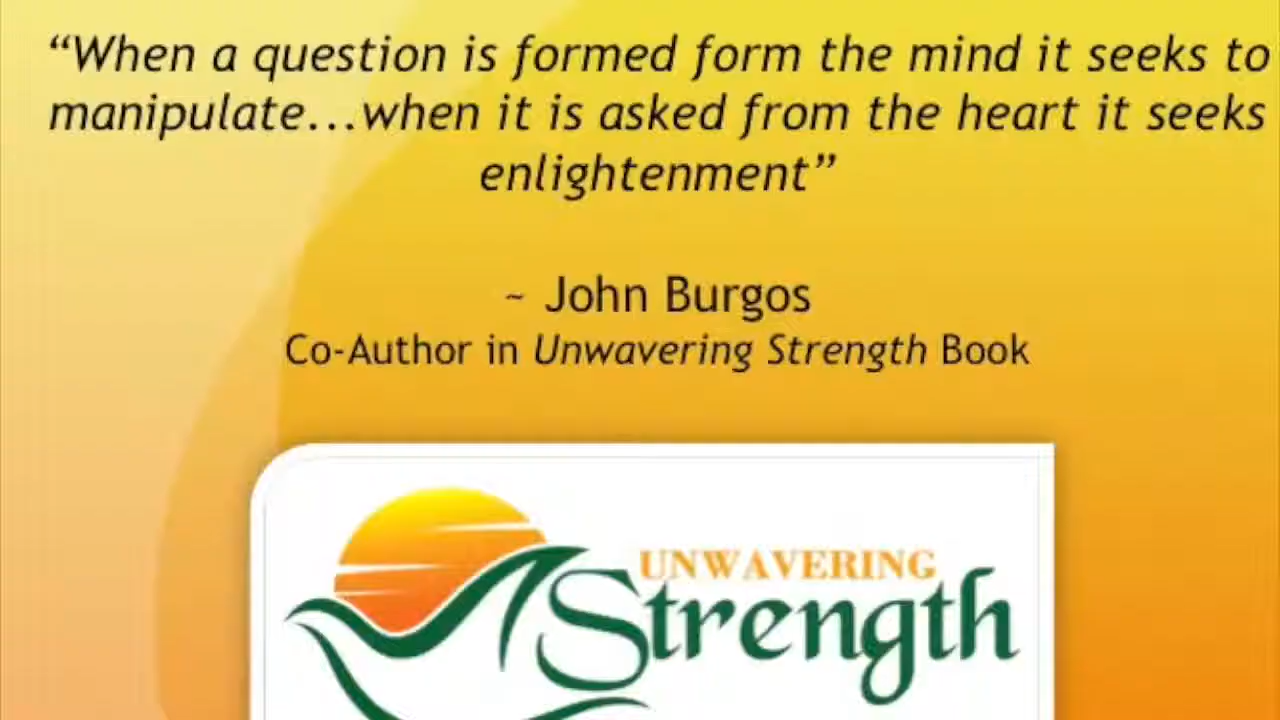 “When a question is formed form the mind it seeks to
manipulate...when it is asked from the heart it seeks
enlightenment”
~ John Burgos
Co-Author in Unwavering Strength Book
UNWAVERING
Strength